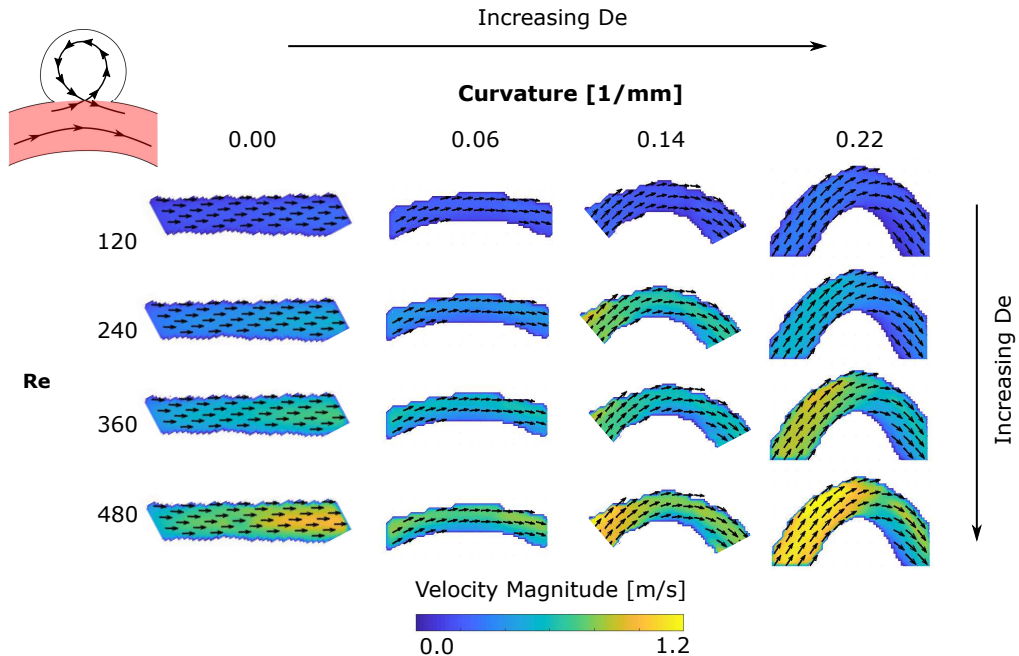 Increasing De
Curvature [1/mm]
0.00 0.06 0.14 0.22
120
240
Re
360
480
Increasing De
Velocity Magnitude [m/s]
0.0 1.2